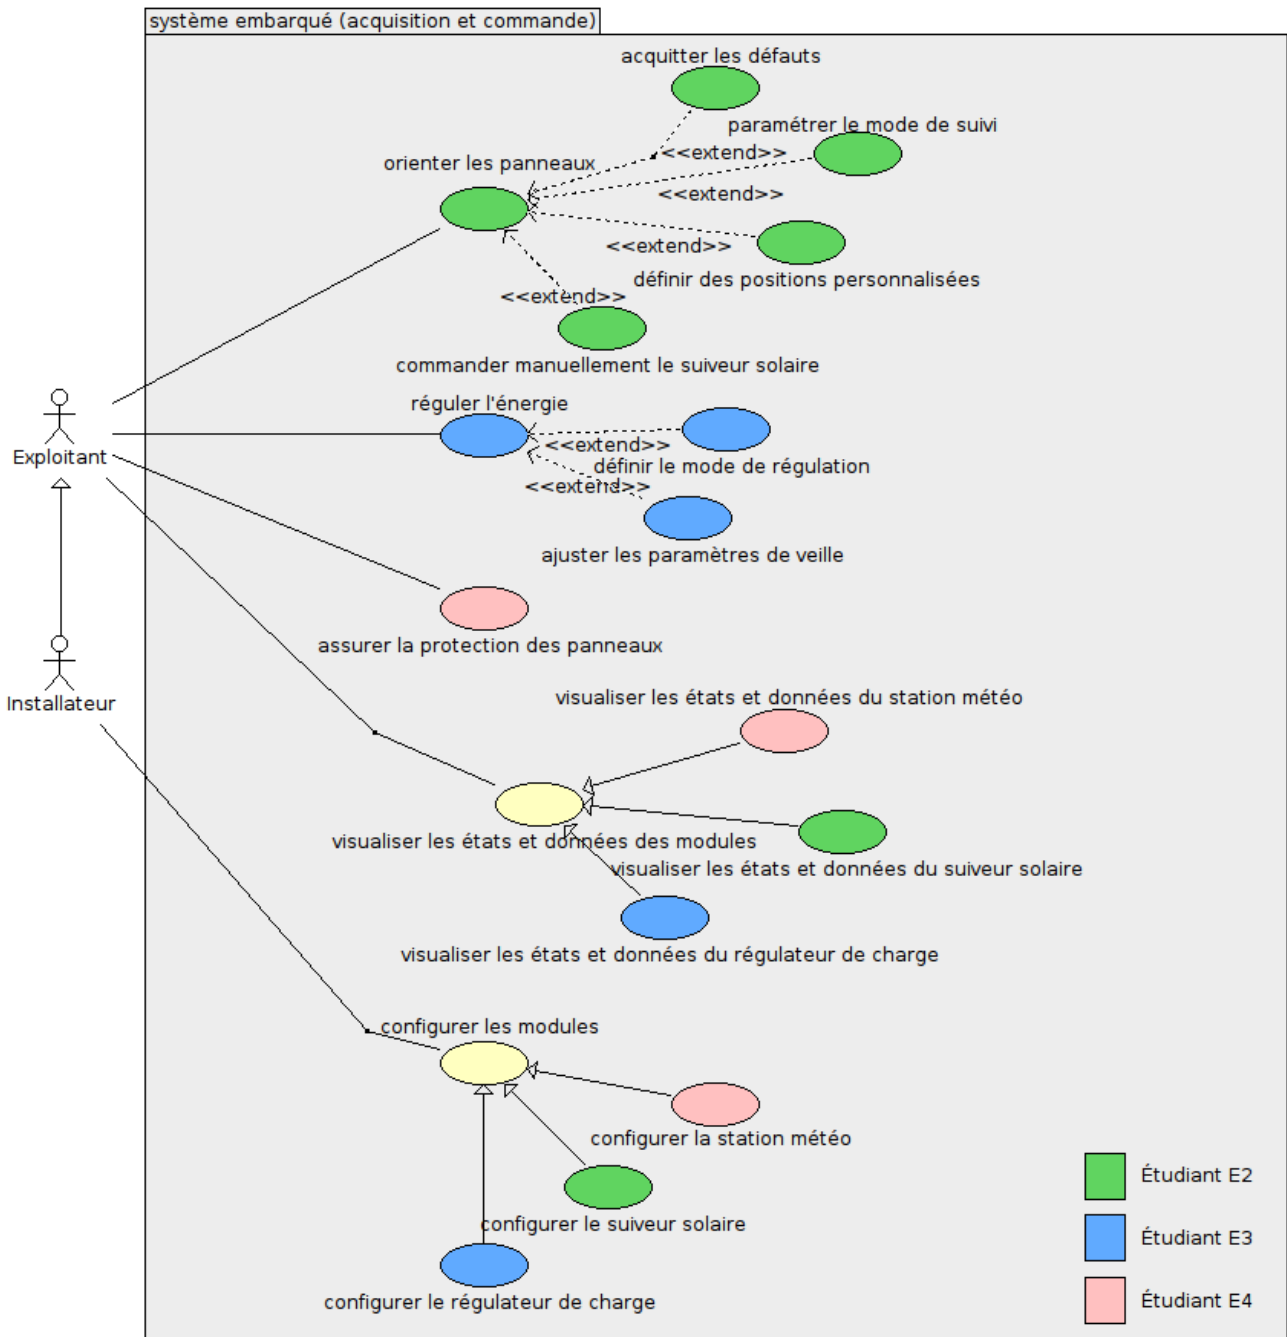 système embarqué (acquisition et commande)
acquitter les défauts
paramétrer le mode de suivi
<<extend>>
orienter les panneaux
<<extend>>
<<extend>>
définir des positions personnalisées
<<extend>>
commander manuellement le suiveur solaire
réguler l'énergie
<<extend>>
Exploitant
définir le mode de régulation
<<extend>>
ajuster les paramètres de veille
assurer la protection des panneaux
Installateur
visualiser les états et données du station météo
visualiser les états et données des modules
visualiser les états et données du suiveur solaire
visualiser les états et données du régulateur de charge
configurer les modules
configurer la station météo
Étudiant E2
configurer le suiveur solaire
Étudiant E3
configurer le régulateur de charge
Étudiant E4